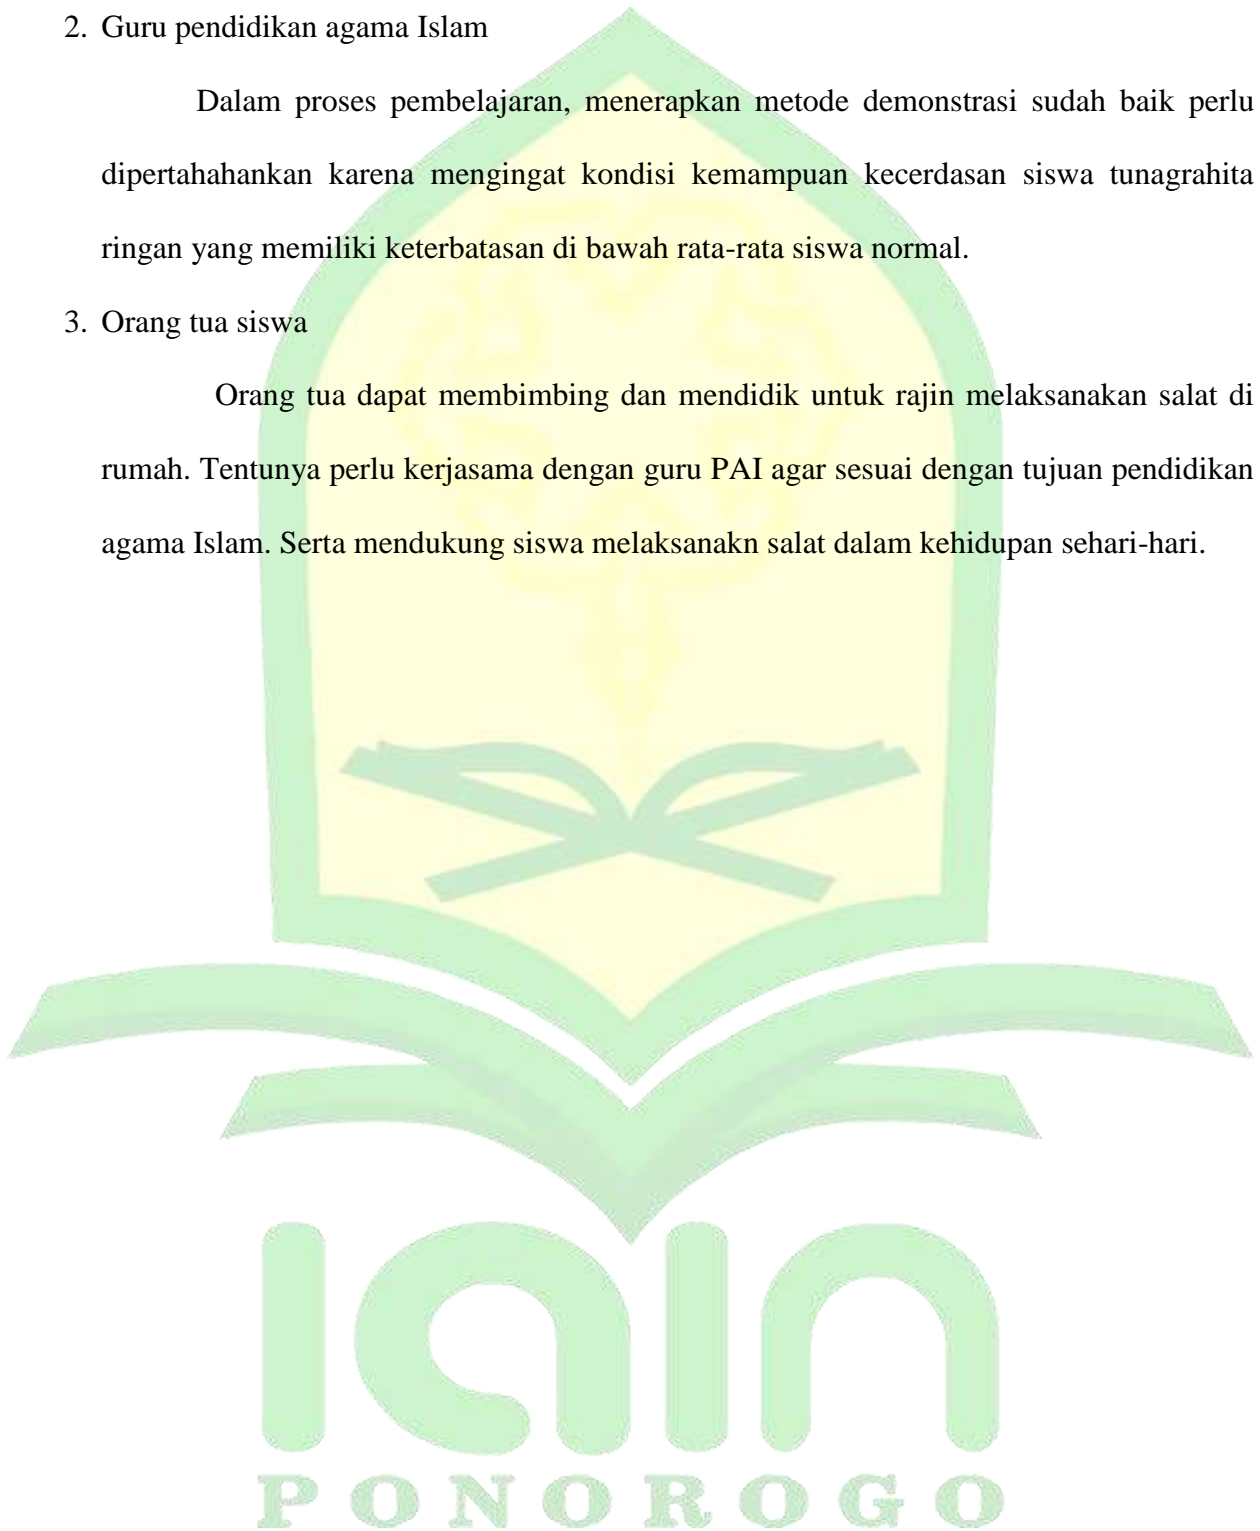 2. Guru pendidikan agama Islam
Dalam proses pembelajaran, menerapkan metode demonstrasi sudah baik perlu
dipertahahankan karena mengingat kondisi kemampuan kecerdasan siswa tunagrahita
ringan yang memiliki keterbatasan di bawah rata-rata siswa normal.
3. Orang tua siswa
Orang tua dapat membimbing dan mendidik untuk rajin melaksanakan salat di
rumah. Tentunya perlu kerjasama dengan guru PAI agar sesuai dengan tujuan pendidikan
agama Islam. Serta mendukung siswa melaksanakn salat dalam kehidupan sehari-hari.
iain
PONOROGO